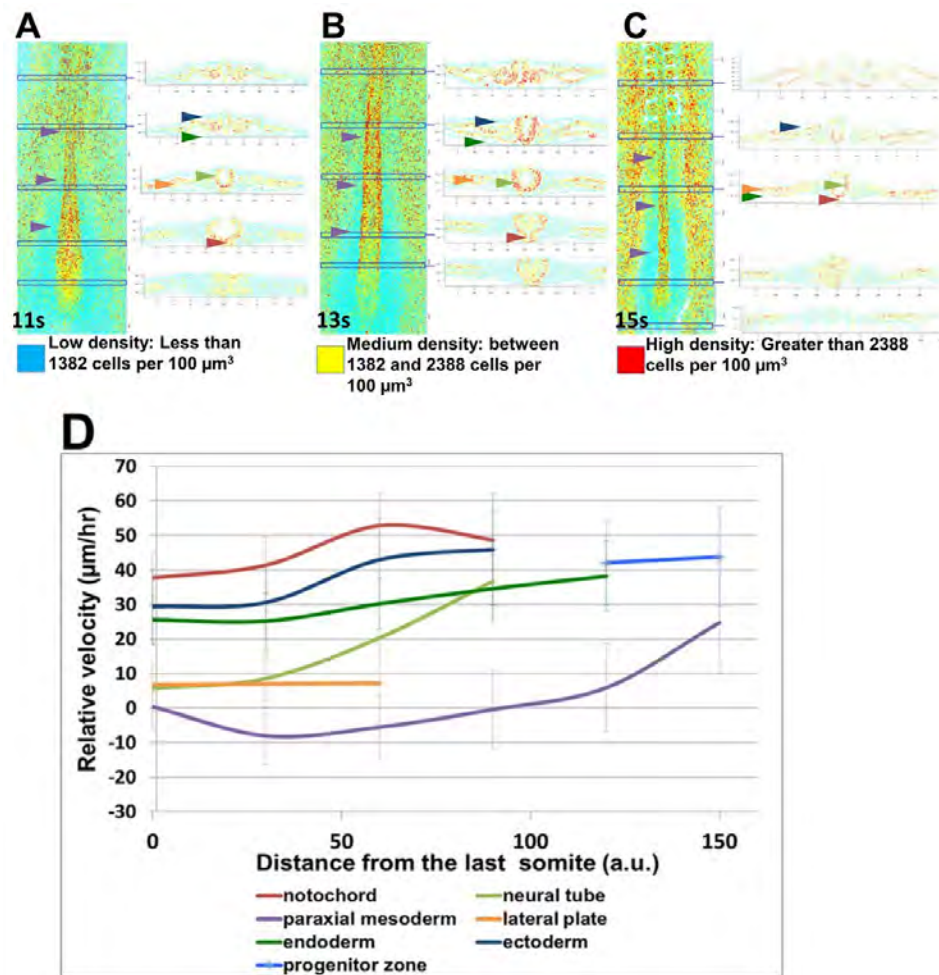 A
B
C
11s
13s
15s
Low density: Less than
1382 cells per 100 µm³
Medium density: between
1382 and 2388 cells per
100 µm³
High density: Greater than 2388
cells per 100 µm³
D
70
60
50
40
30
20
10
0
-10
-20
-30
Relative velocity (µm/hr)
0
50
100
150
Distance from the last somite (a.u.)
notochord
neural tube
paraxial mesoderm
lateral plate
endoderm
ectoderm
progenitor zone